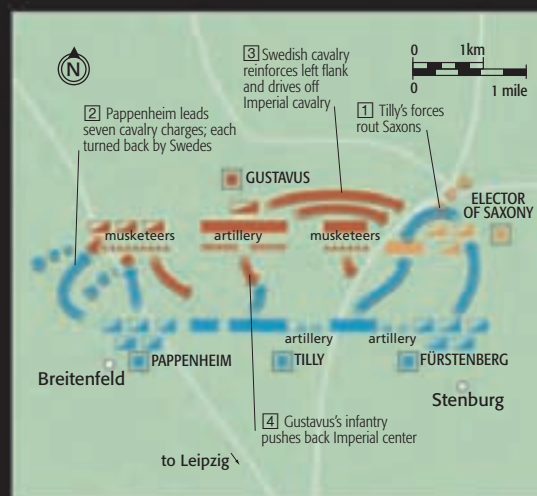 N
0 1km
0 1 mile
3 Swedish cavalry
reinforces left flank
and drives off
Imperial cavalry
1 Tilly's forces
rout Saxons
2 Pappenheim leads
seven cavalry charges; each
turned back by Swedes
GUSTAVUS
ELECTOR
OF SAXONY
musketeers
artillery
musketeers
artillery
artillery
PAPPENHEIM
TILLY
FÜRSTENBERG
Breitenfeld
Stenburg
4 Gustavus's infantry
pushes back Imperial center
to Leipzig